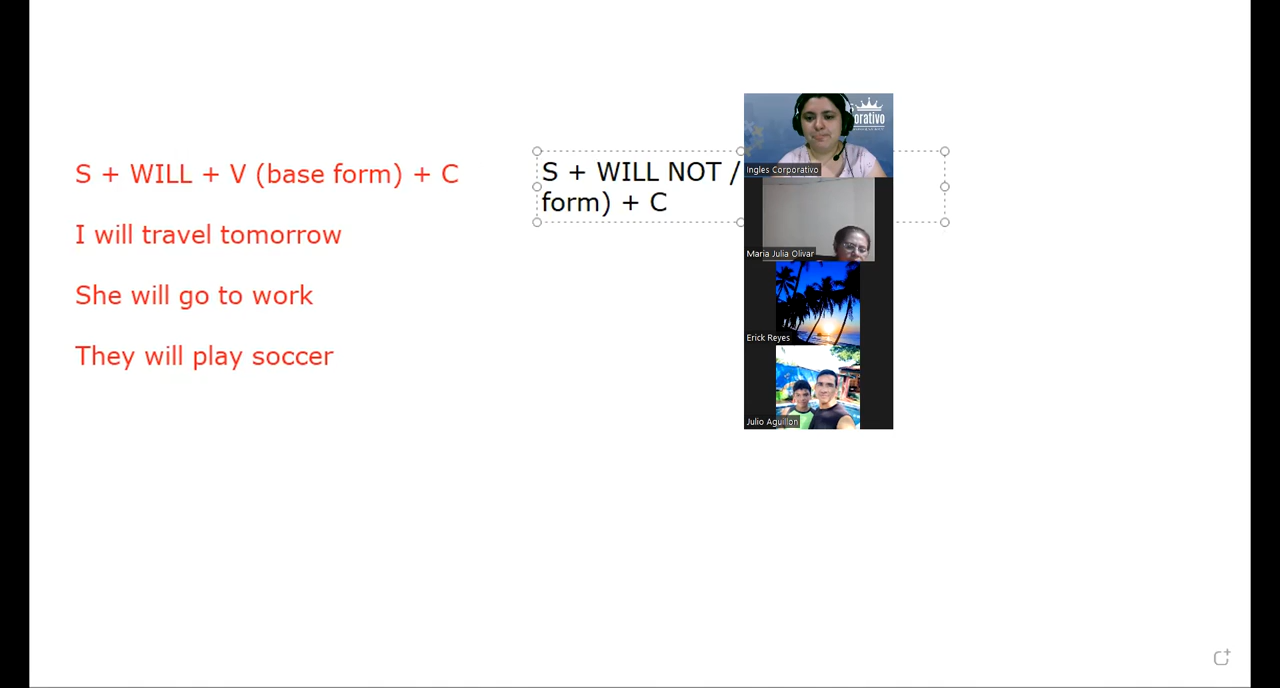 S + WILL + V (base form) + C
I will travel tomorrow
She will go to work
They will play soccer
S + WILL NOT /
form) + C
orativo
Ingles Corporativo
Maria Julia Olivar
Erick Reyes
Julio Aguillon